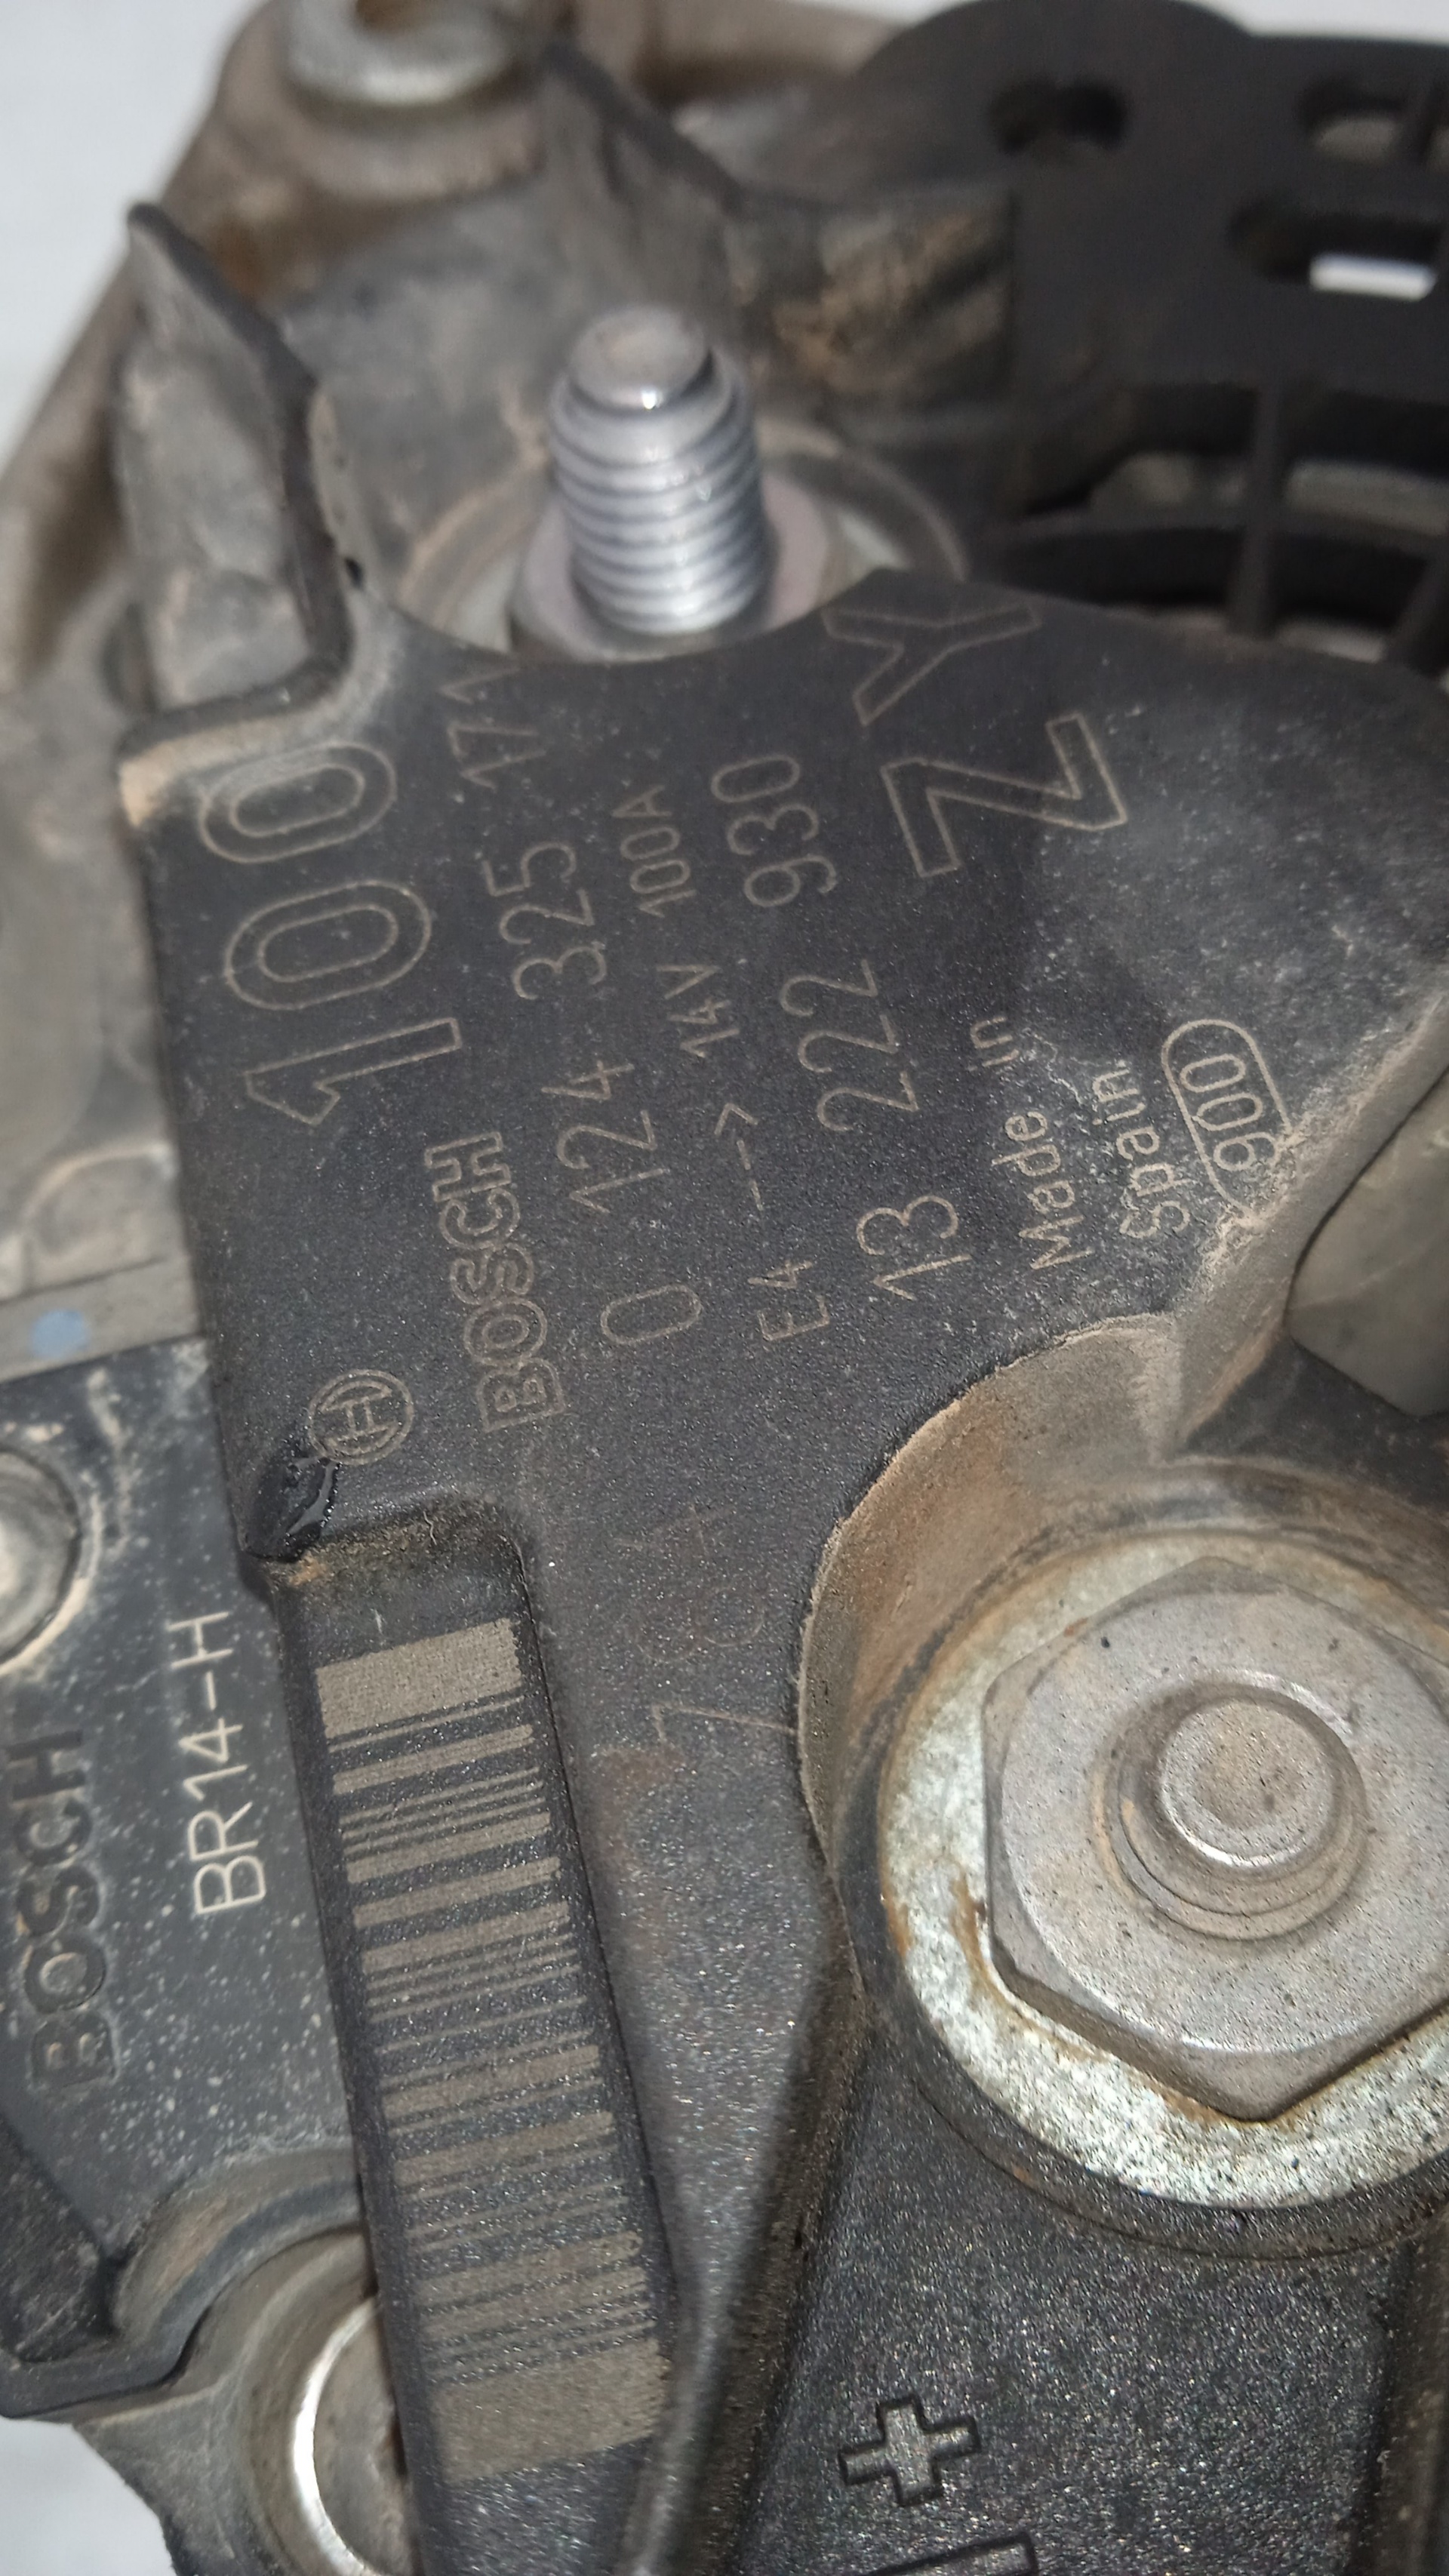 100
BOSCH
0 124 325 171
E4 --> 14V 100A
13 222 930
YZ
Made in
Spain
900
BOSCH
BR14-H
+